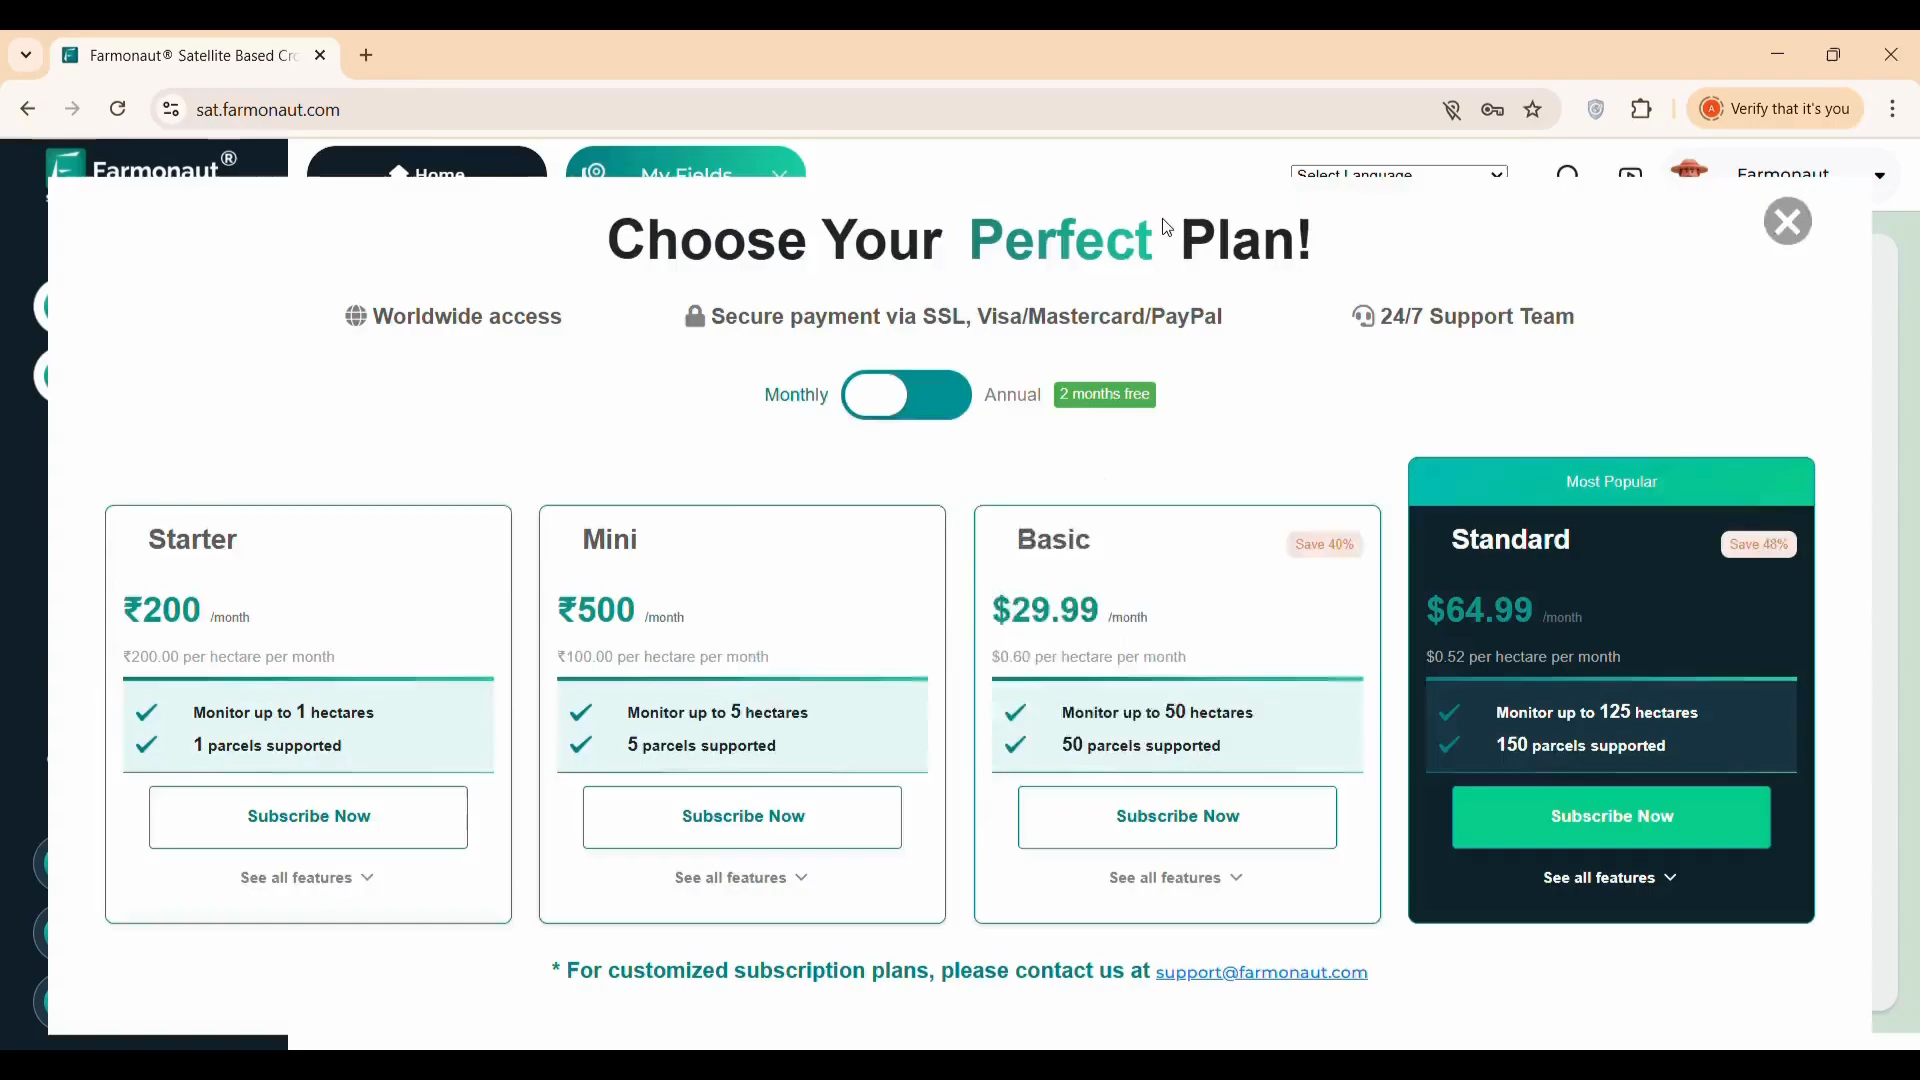 Farmonaut® Satellite Based Cro
sat.farmonaut.com
Verify that it's you
Farmonaut®
Home
My Fields
Select Language
Farmonaut
Choose Your Perfect Plan!
Worldwide access
Secure payment via SSL, Visa/Mastercard/PayPal
24/7 Support Team
Monthly
Annual
2 months free
Starter
₹200 /month
₹200.00 per hectare per month
Monitor up to 1 hectares
1 parcels supported
Subscribe Now
See all features
Mini
₹500 /month
₹100.00 per hectare per month
Monitor up to 5 hectares
5 parcels supported
Subscribe Now
See all features
Basic
Save 40%
$29.99 /month
$0.60 per hectare per month
Monitor up to 50 hectares
50 parcels supported
Subscribe Now
See all features
Most Popular
Standard
Save 48%
$64.99 /month
$0.52 per hectare per month
Monitor up to 125 hectares
150 parcels supported
Subscribe Now
See all features
* For customized subscription plans, please contact us at support@farmonaut.com